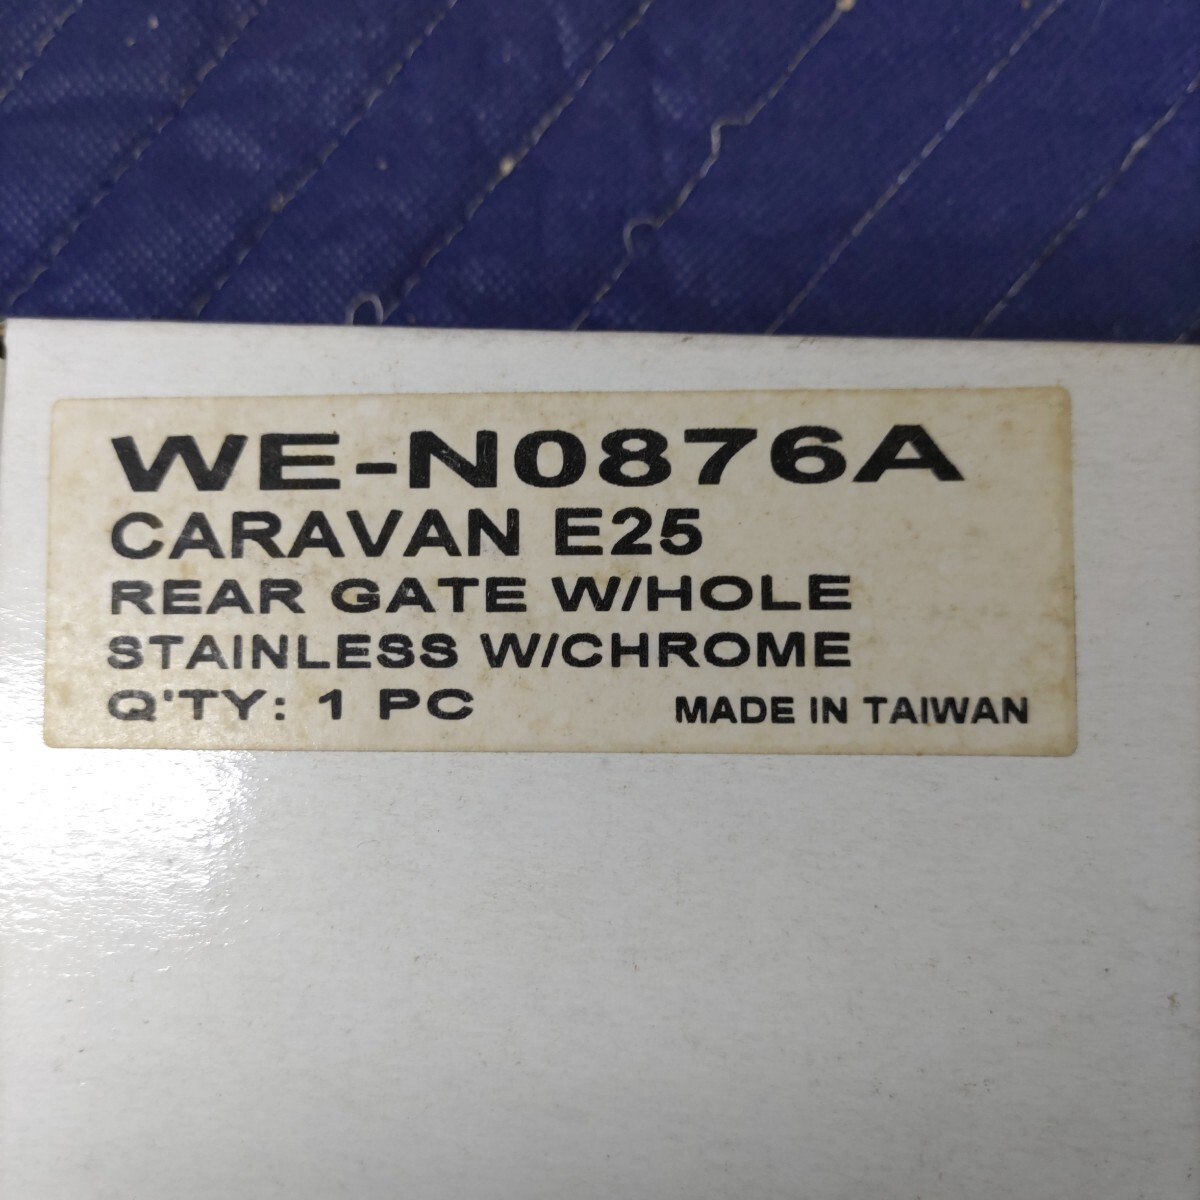 WE-N0876A
CARAVAN E25
REAR GATE W/HOLE
STAINLESS W/CHROME
Q'TY: 1 PC MADE IN TAIWAN